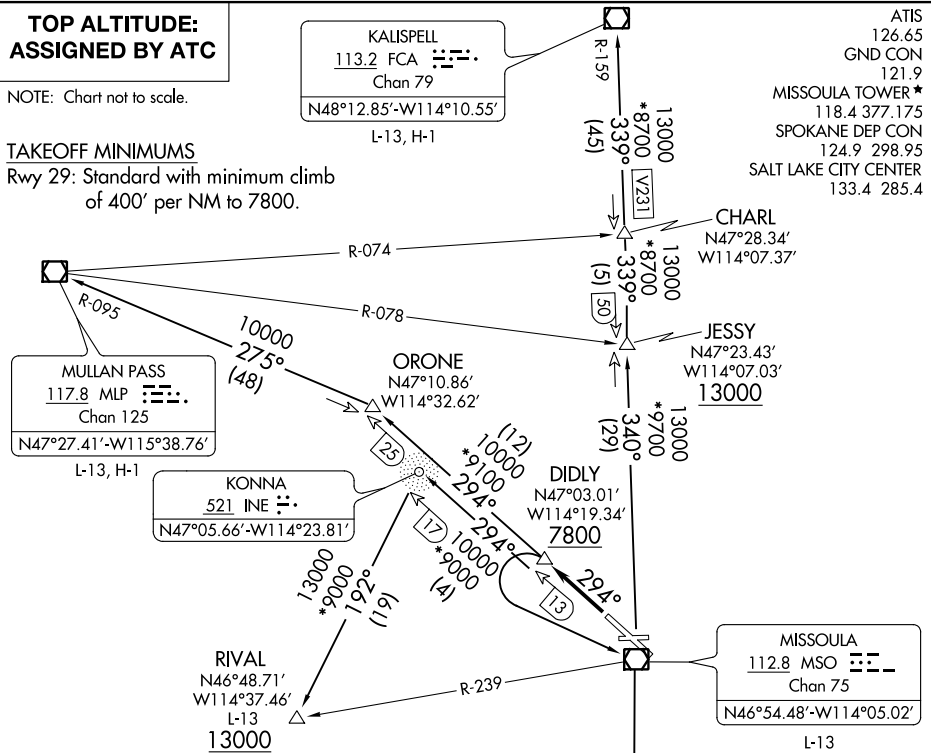 TOP ALTITUDE:
ASSIGNED BY ATC
NOTE: Chart not to scale.
TAKEOFF MINIMUMS
Rwy 29: Standard with minimum climb
of 400' per NM to 7800.
KALISPELL
113.2 FCA
Chan 79
N48°12.85'-W114°10.55'
L-13, H-1
ATIS
126.65
GND CON
121.9
MISSOULA TOWER★
118.4 377.175
SPOKANE DEP CON
124.9 298.95
SALT LAKE CITY CENTER
133.4 285.4
R-159
13000
*8700
339°
(45)
V231
CHARL
N47°28.34'
W114°07.37'
R-074
13000
*8700
339°
(5)
50
R-078
JESSY
N47°23.43'
W114°07.03'
13000
R-095
10000
275°
(48)
MULLAN PASS
117.8 MLP
Chan 125
N47°27.41'-W115°38.76'
L-13, H-1
ORONE
N47°10.86'
W114°32.62'
25
(12)
10000
*9100
294°
13000
*9700
340°
(29)
KONNA
521 INE
N47°05.66'-W114°23.81'
DIDLY
N47°03.01'
W114°19.34'
7800
17
294°
10000
*9000
(4)
13
294°
13000
*9000
192°
(19)
RIVAL
N46°48.71'
W114°37.46'
L-13
13000
R-239
MISSOULA
112.8 MSO
Chan 75
N46°54.48'-W114°05.02'
L-13